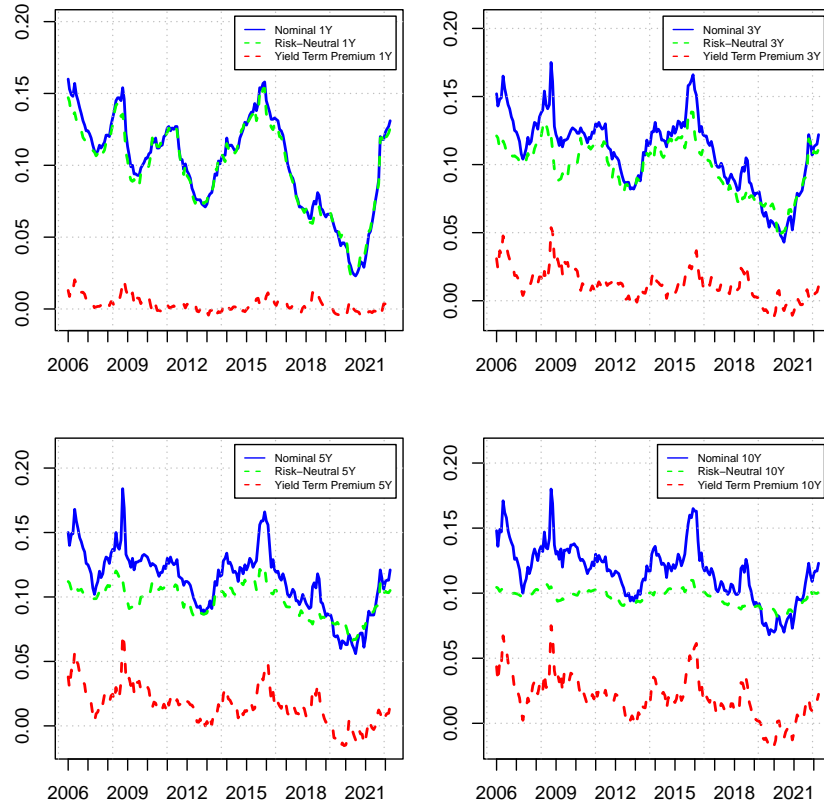 0.00 0.05 0.10 0.15 0.20
Nominal 1Y
Risk−Neutral 1Y
Yield Term Premium 1Y
2006 2009 2012 2015 2018 2021
0.00 0.05 0.10 0.15 0.20
Nominal 3Y
Risk−Neutral 3Y
Yield Term Premium 3Y
2006 2009 2012 2015 2018 2021
0.00 0.05 0.10 0.15 0.20
Nominal 5Y
Risk−Neutral 5Y
Yield Term Premium 5Y
2006 2009 2012 2015 2018 2021
0.00 0.05 0.10 0.15 0.20
Nominal 10Y
Risk−Neutral 10Y
Yield Term Premium 10Y
2006 2009 2012 2015 2018 2021